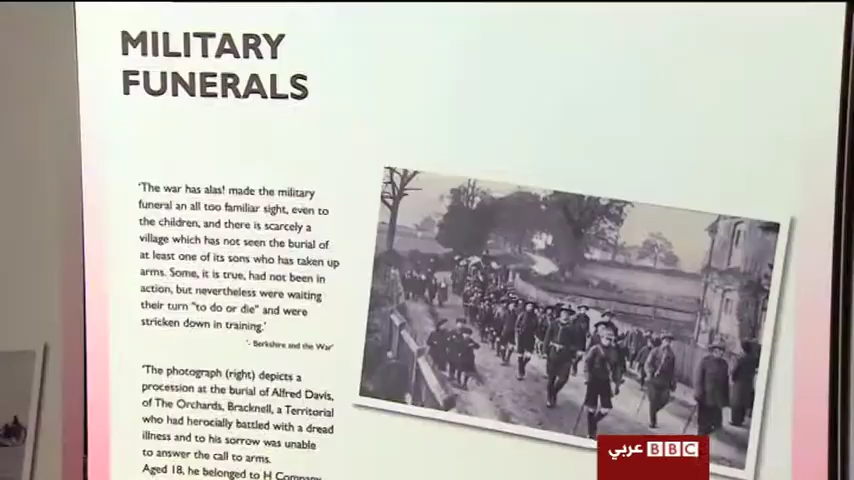 MILITARY
FUNERALS
'The war has alas! made the military
funeral an all too familiar sight, even to
the children, and there is scarcely a
village which has not seen the burial of
at least one of its sons who has taken up
arms. Some, it is true, had not been in
action, but nevertheless were waiting
their turn "to do or die" and were
stricken down in training.'
'- Berkshire and the War'
'The photograph (right) depicts a
procession at the burial of Alfred Davis,
of The Orchards, Bracknell, a Territorial
who had herocially battled with a dread
illness and to his sorrow was unable
to answer the call to arms.
Aged 18, he belonged to H Company
عربي BBC